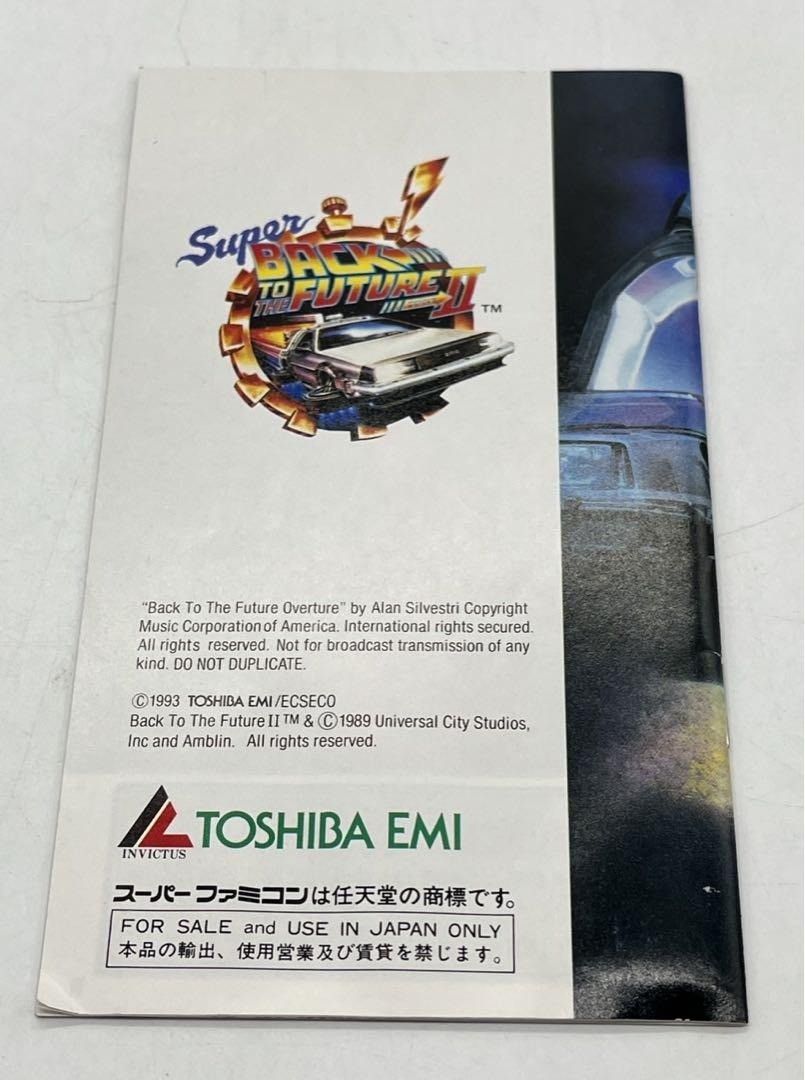 Super
BACK
TO
THE FUTURE II ™
"Back To The Future Overture" by Alan Silvestri Copyright
Music Corporation of America. International rights secured.
All rights reserved. Not for broadcast transmission of any
kind. DO NOT DUPLICATE.
©1993 TOSHIBA EMI/ECSECO
Back To The Future II™ & ©1989 Universal City Studios,
Inc and Amblin. All rights reserved.
INVICTUS
TOSHIBA EMI
スーパーファミコンは任天堂の商標です。
FOR SALE and USE IN JAPAN ONLY
本品の輸出、使用営業及び賃貸を禁じます。